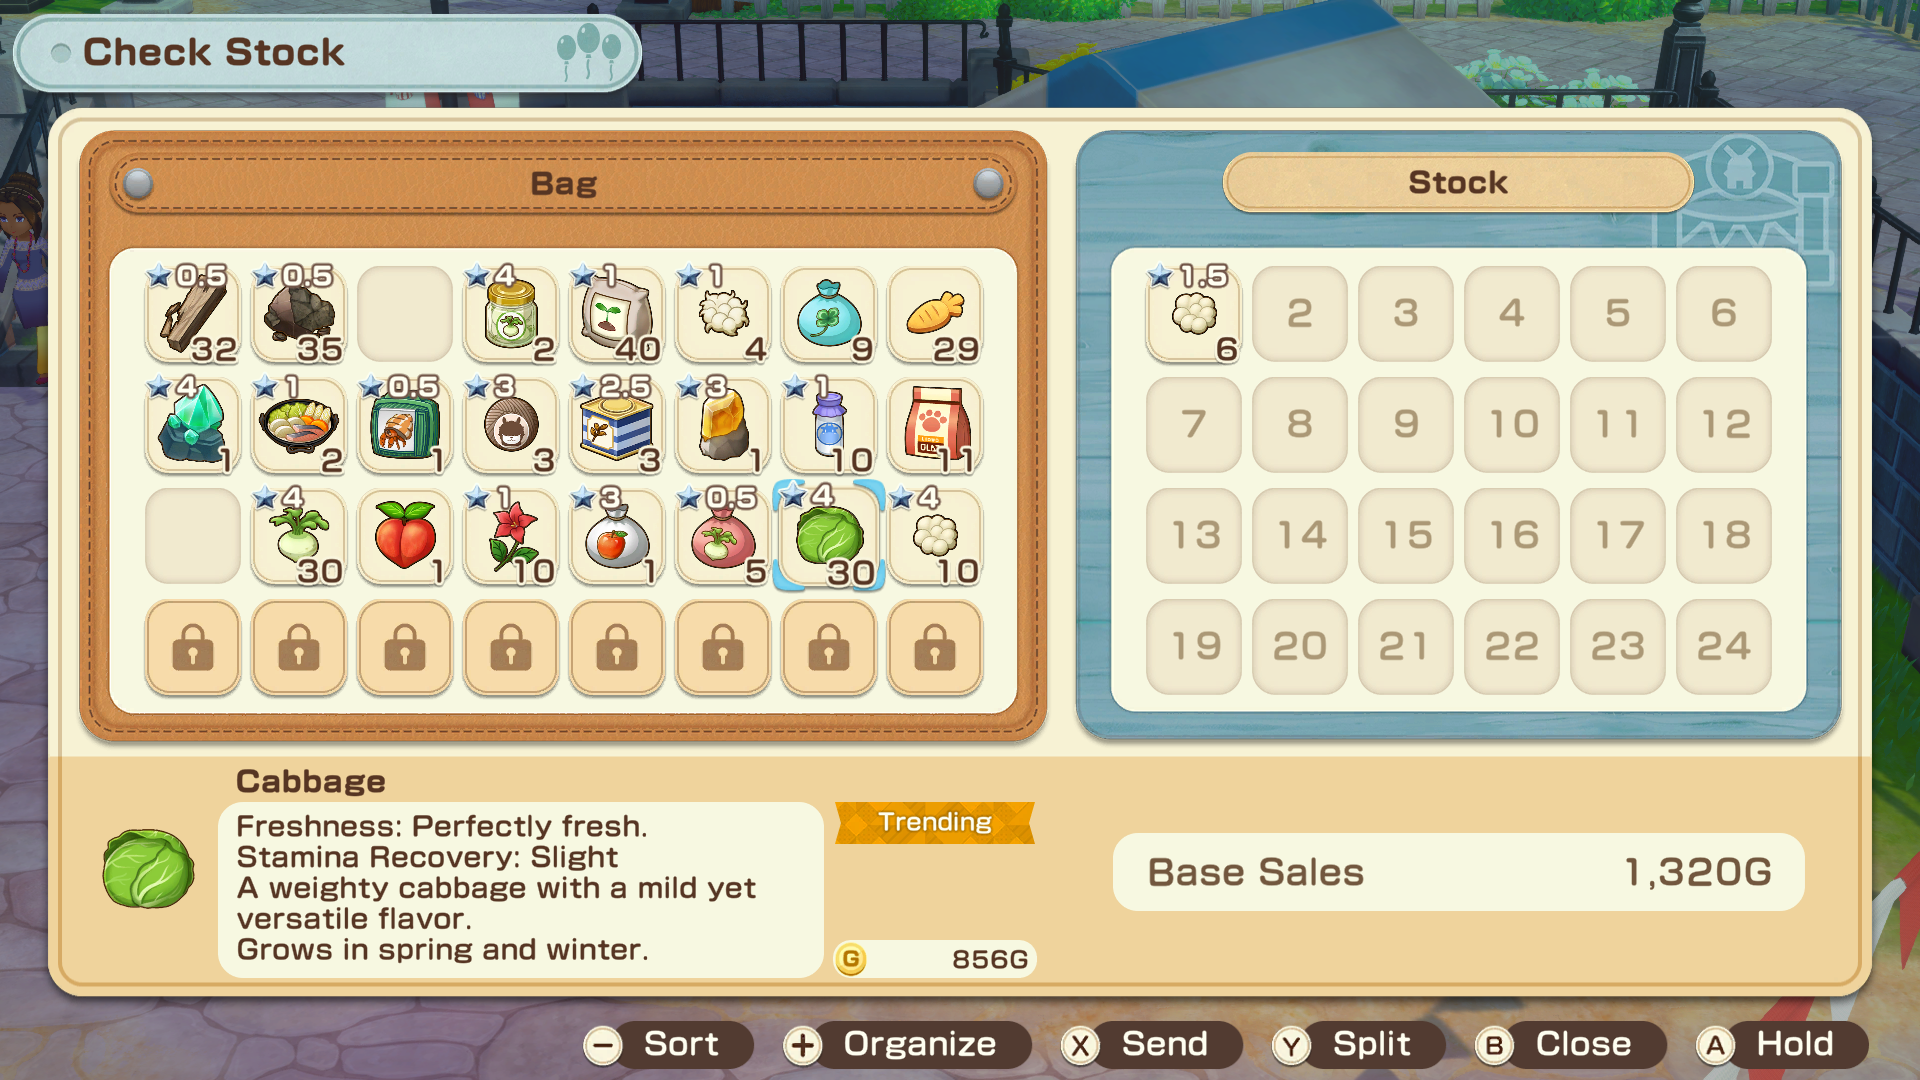 Check Stock
Bag
Stock
0.5 0.5 4 1 1
32 35 2 40 4 9 29
4 1 0.5 3 2.5 3 1
1 2 1 3 3 1 10 11
4 1 3 0.5 4 4
30 1 10 1 5 30 10
1.5
6 2 3 4 5 6
7 8 9 10 11 12
13 14 15 16 17 18
19 20 21 22 23 24
Cabbage
Freshness: Perfectly fresh.
Stamina Recovery: Slight
A weighty cabbage with a mild yet
versatile flavor.
Grows in spring and winter.
Trending
G 856G
Base Sales 1,320G
− Sort + Organize X Send Y Split B Close A Hold